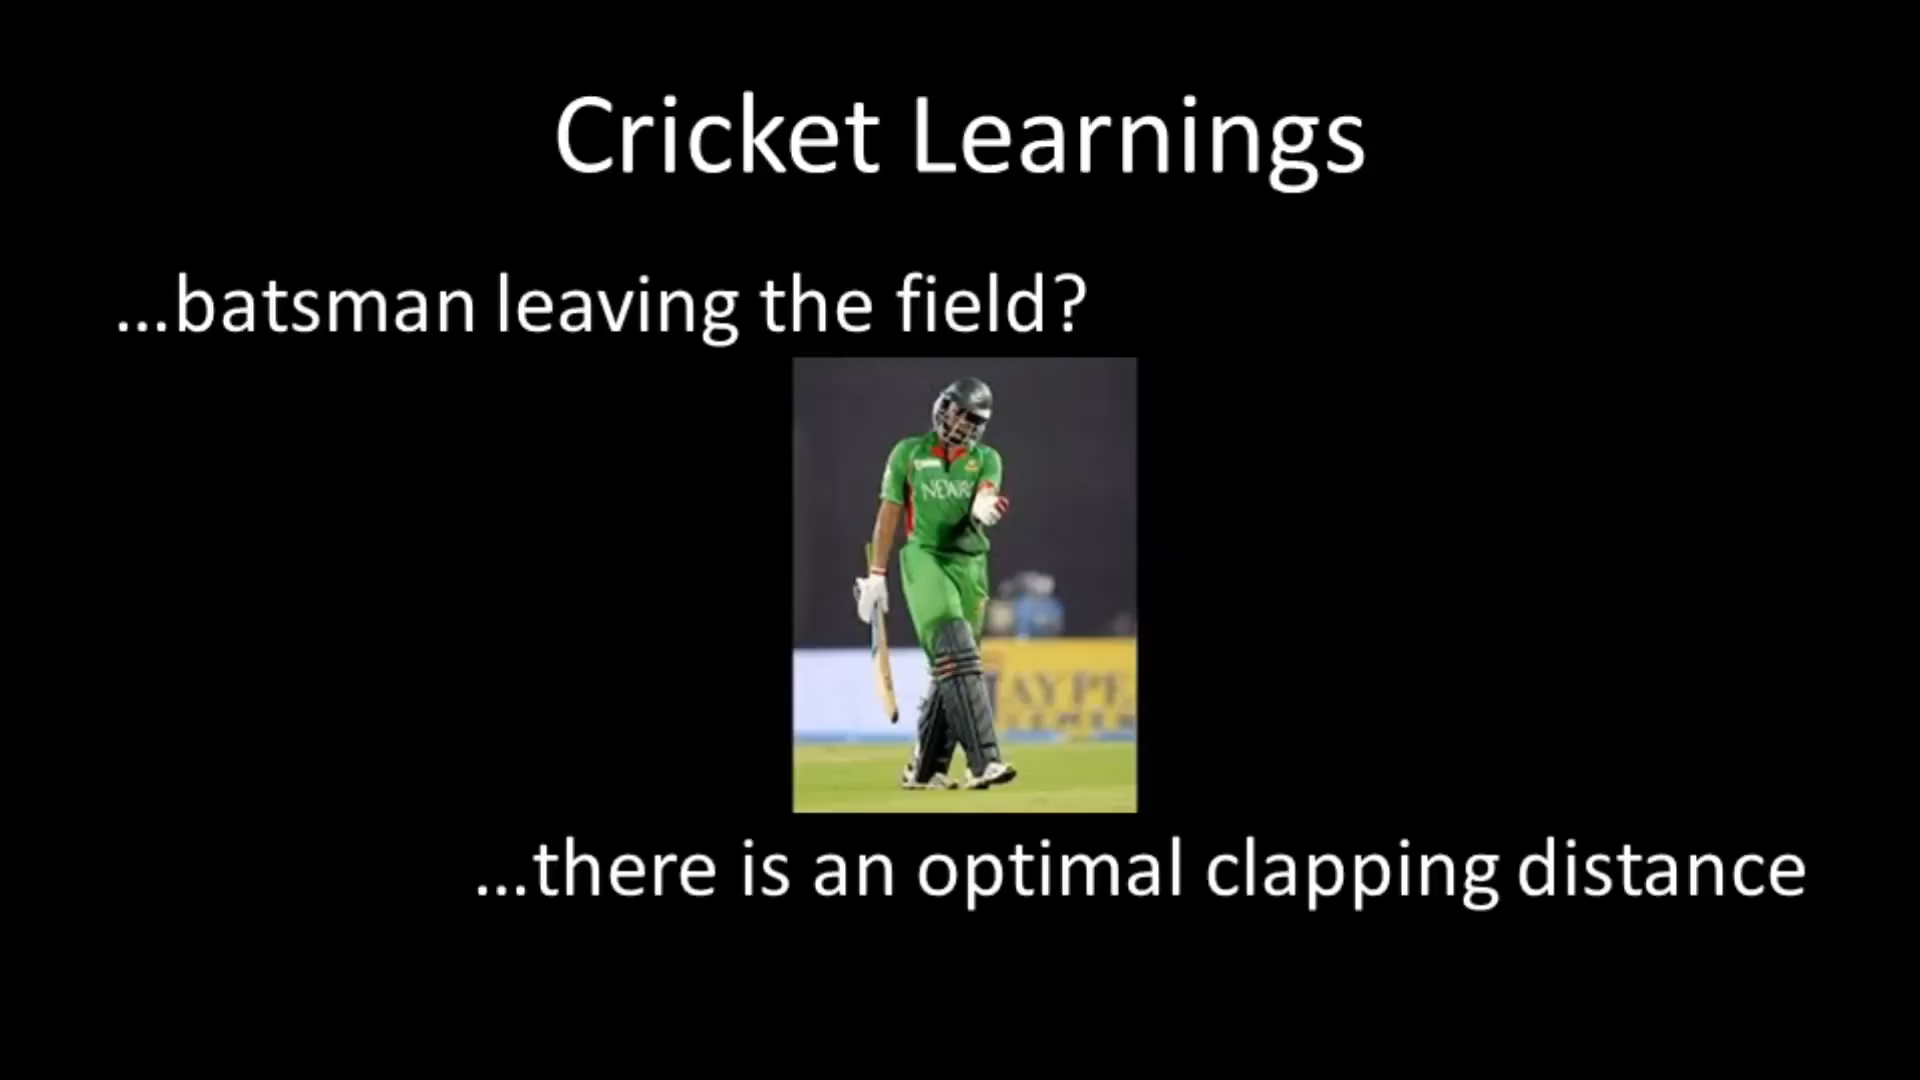 Cricket Learnings
...batsman leaving the field?
...there is an optimal clapping distance